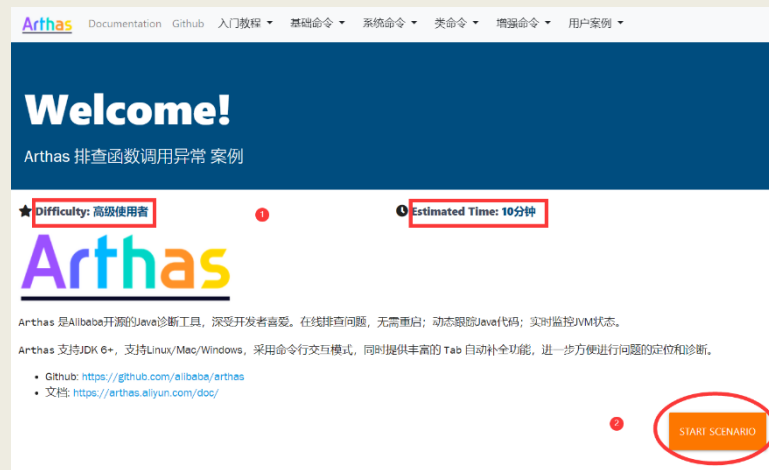 Arthas Documentation Github 入门教程 基础命令 系统命令 类命令 增强命令 用户案例
Welcome!
Arthas 排查函数调用异常 案例
Difficulty: 高级使用者 1 Estimated Time: 10分钟
Arthas
Arthas 是Alibaba开源的Java诊断工具，深受开发者喜爱。在线排查问题，无需重启；动态跟踪Java代码；实时监控JVM状态。
Arthas 支持JDK 6+，支持Linux/Mac/Windows，采用命令行交互模式，同时提供丰富的 Tab 自动补全功能，进一步方便进行问题的定位和诊断。
Github: https://github.com/alibaba/arthas
文档: https://arthas.aliyun.com/doc/
2 START SCENARIO